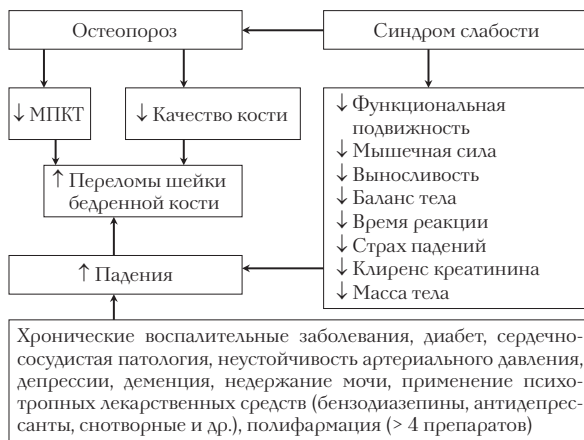 Остеопороз
Синдром слабости
↓ МПКТ
↓ Качество кости
↓ Функциональная
подвижность
↓ Мышечная сила
↓ Выносливость
↓ Баланс тела
↓ Время реакции
↓ Страх падений
↓ Клиренс креатинина
↓ Масса тела
↑ Переломы шейки
бедренной кости
↑ Падения
Хронические воспалительные заболевания, диабет, сердечно-
сосудистая патология, неустойчивость артериального давления,
депрессии, деменция, недержание мочи, применение психо-
тропных лекарственных средств (бензодиазепины, антидепрес-
санты, снотворные и др.), полифармация (> 4 препаратов)